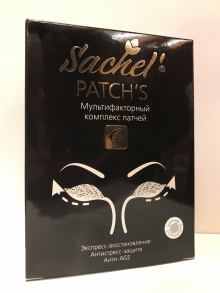 Sachel'
PATCH'S
Мультифакторный
комплекс патчей
Экспресс-восстановление
Антистресс-защита
Анти-AGE